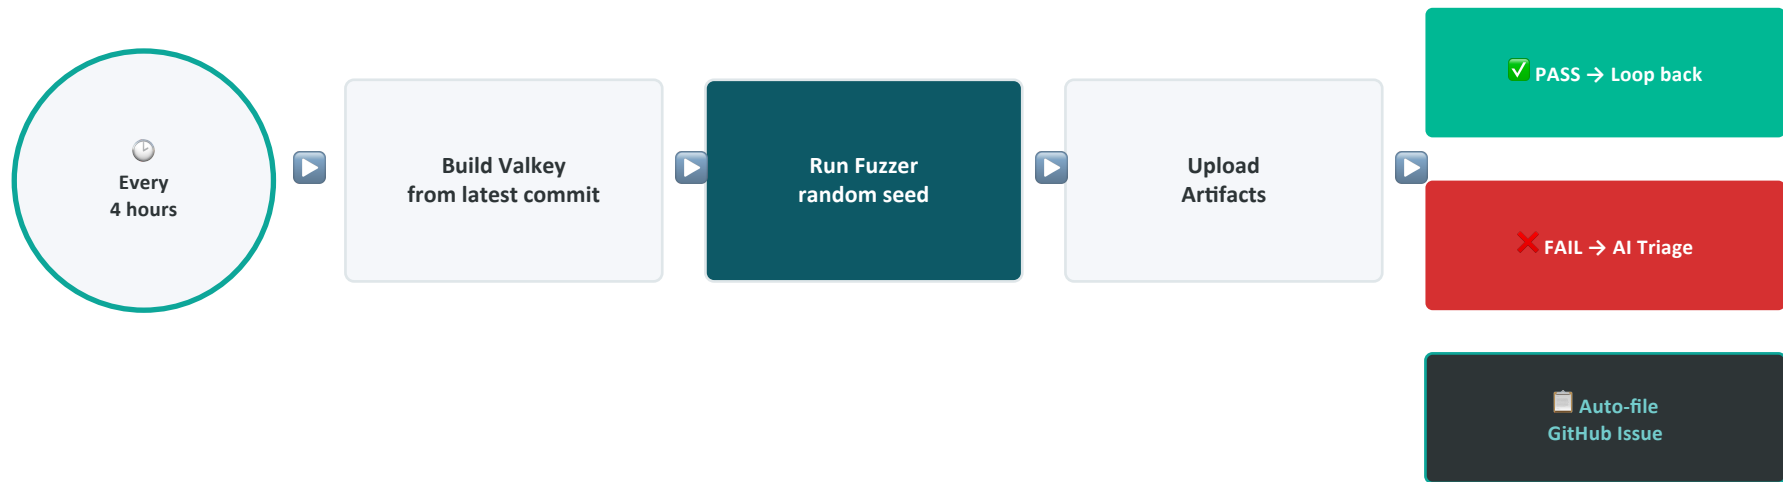 Every
4 hours
Build Valkey
from latest commit
Run Fuzzer
random seed
Upload
Artifacts
✅ PASS → Loop back
❌ FAIL → AI Triage
📋 Auto-file
GitHub Issue